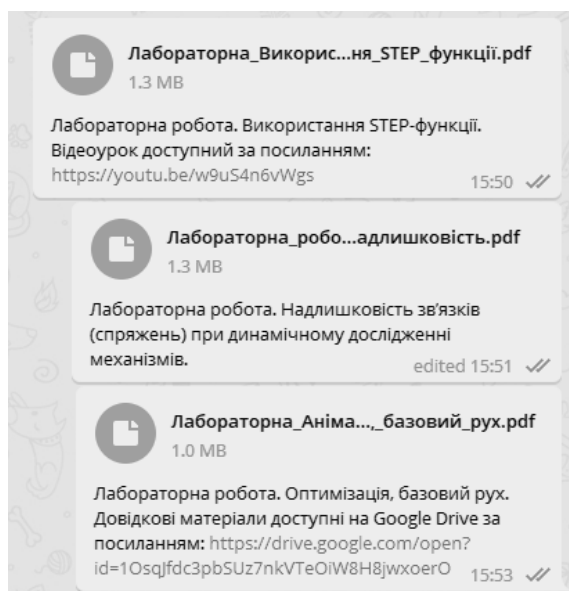 Лабораторна_Викорис...ня_STEP_функції.pdf
1.3 MB
Лабораторна робота. Використання STEP-функції.
Відеоурок доступний за посиланням:
https://youtu.be/w9uS4n6vWgs
15:50
Лабораторна_робо...адлишковість.pdf
1.3 MB
Лабораторна робота. Надлишковість зв’язків
(спряжень) при динамічному дослідженні
механізмів.
edited 15:51
Лабораторна_Аніма...,_базовий_рух.pdf
1.0 MB
Лабораторна робота. Оптимізація, базовий рух.
Довідкові матеріали доступні на Google Drive за
посиланням: https://drive.google.com/open?
id=1OsqJfdc3pbSUz7nkVTeOiW8H8jwxoerO
15:53